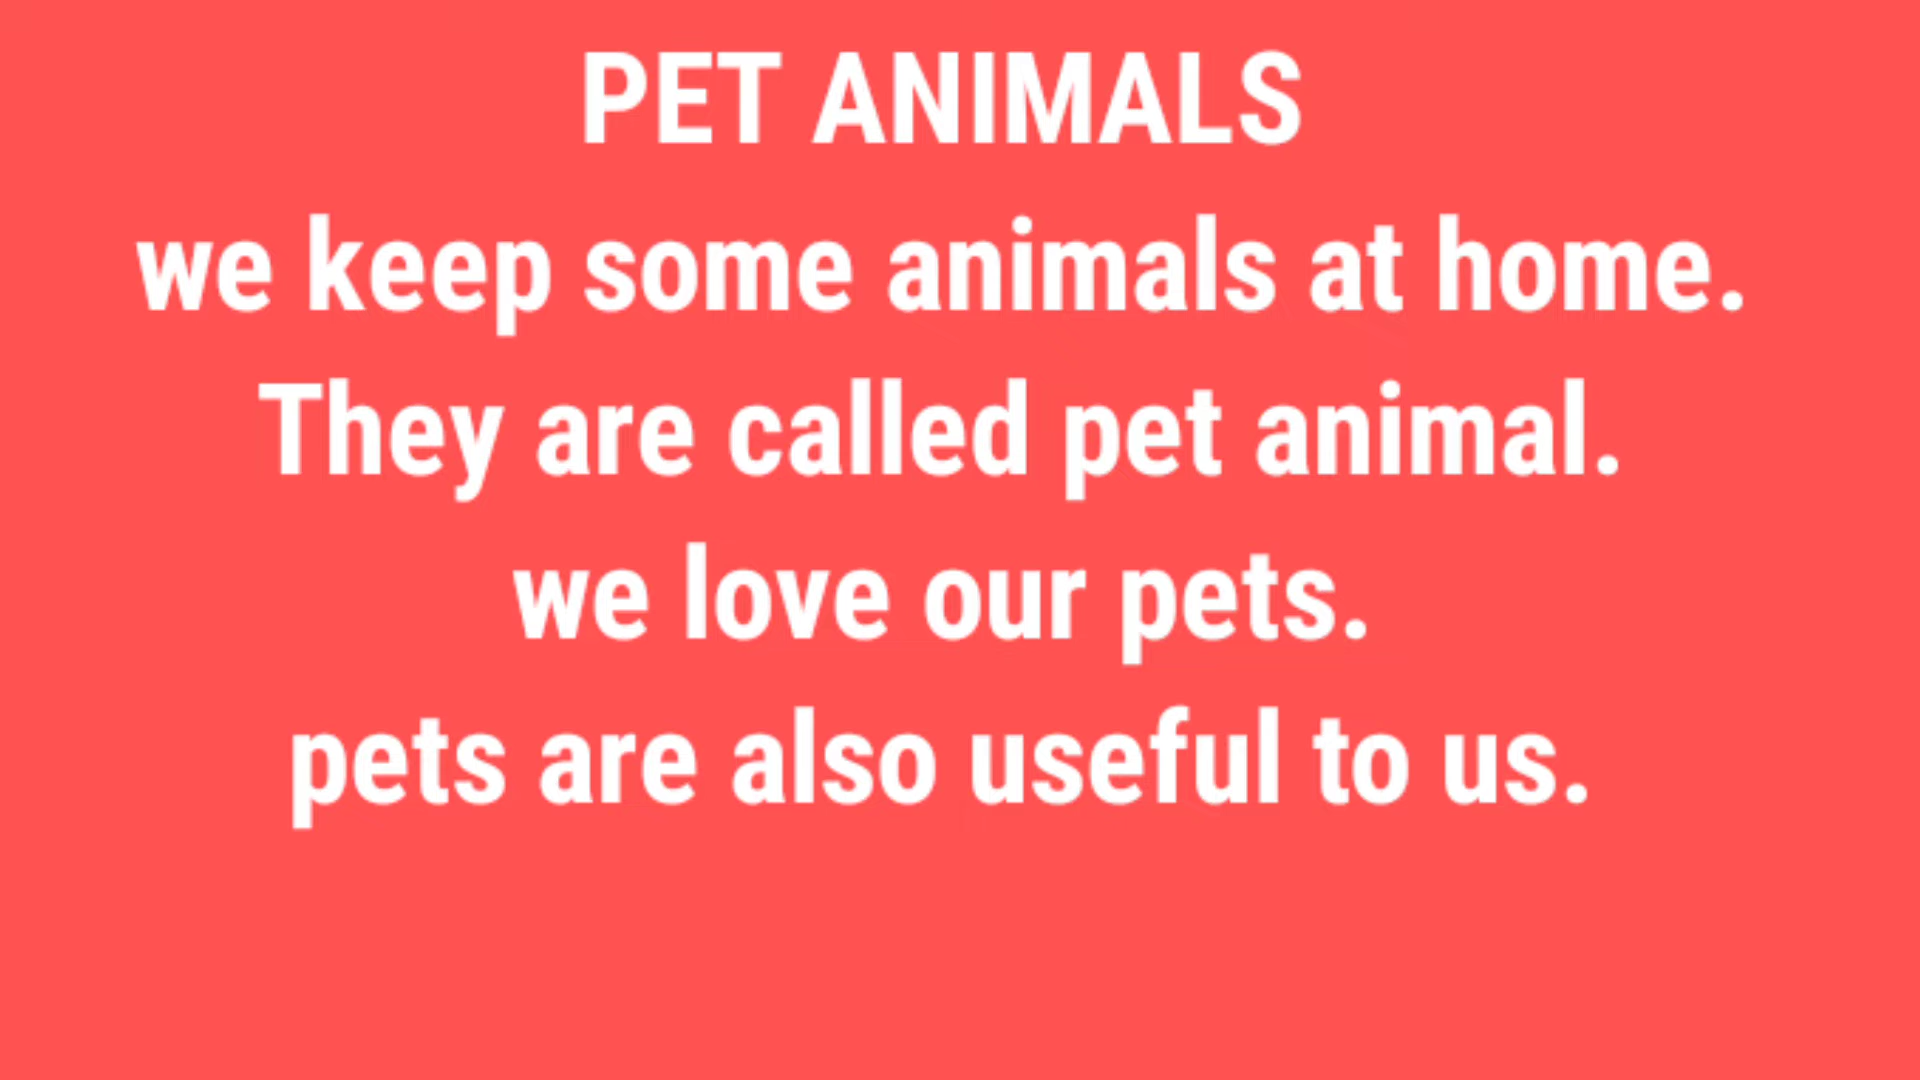 PET ANIMALS
we keep some animals at home.
They are called pet animal.
we love our pets.
pets are also useful to us.